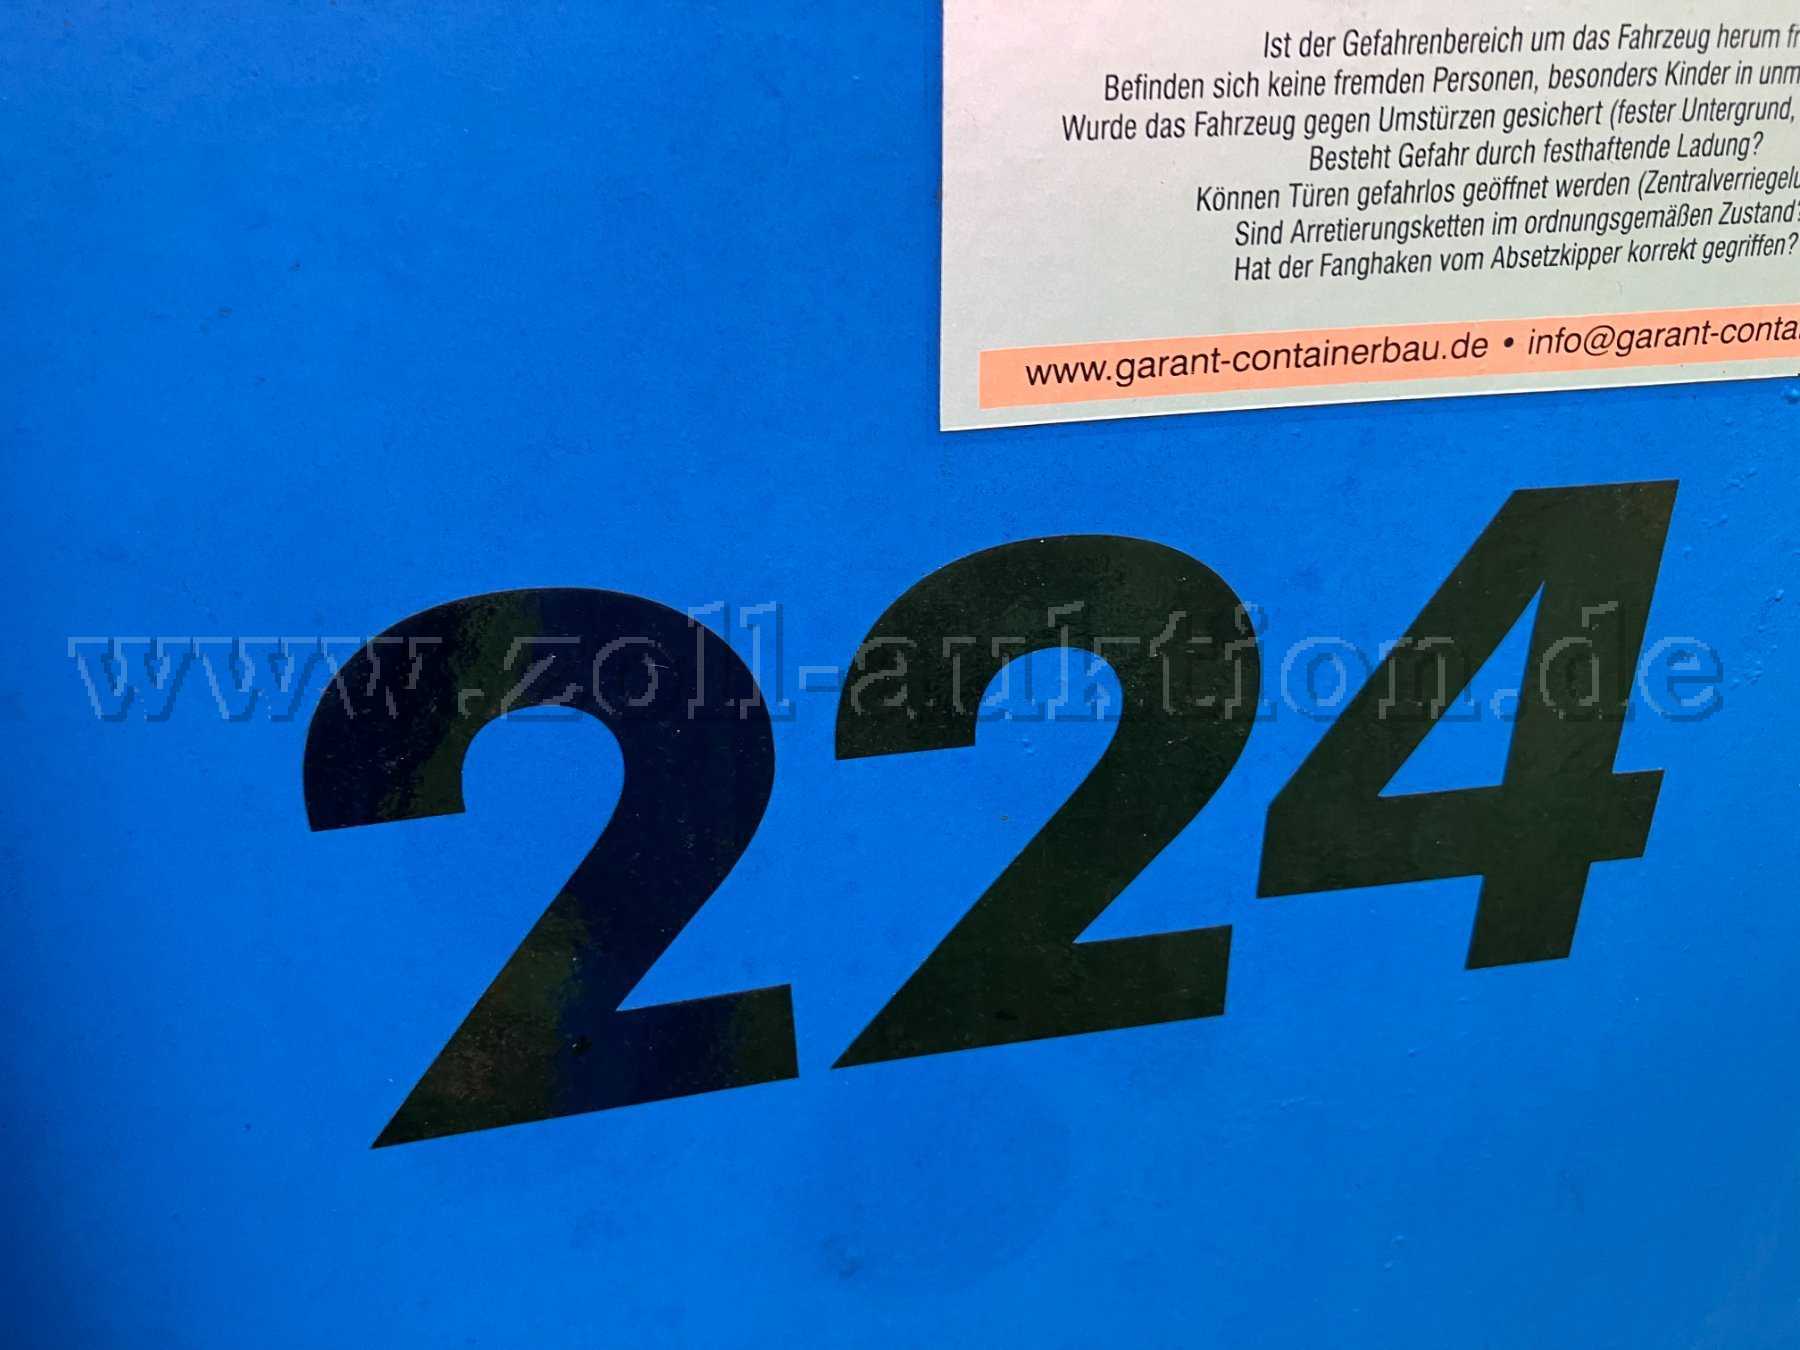 Ist der Gefahrenbereich um das Fahrzeug herum
Befinden sich keine fremden Personen, besonders Kinder in
Wurde das Fahrzeug gegen Umstürzen gesichert (fester Untergrund,
Besteht Gefahr durch festhaftende Ladung?
Können Türen gefahrlos geöffnet werden
Sind Arretierungsketten im ordnungsgemäßen Zustand?
Hat der Fanghaken vom Absetzkipper korrekt gegriffen?
www.garant-containerbau.de •
224
www.zoll-auktion.de